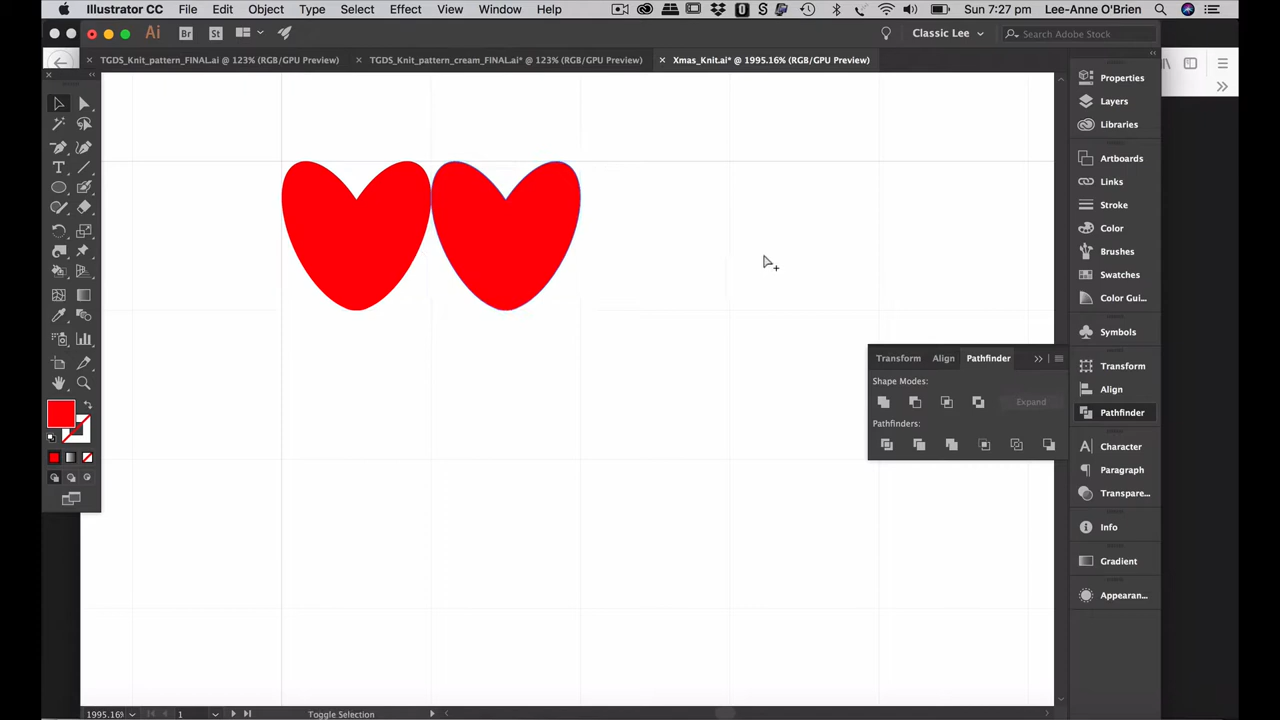 Illustrator CC File Edit Object Type Select Effect View Window Help Sun 7:27 pm Lee-Anne O'Brien
Ai Br St Classic Lee Search Adobe Stock
TGDS_Knit_pattern_FINAL.ai @ 123% (RGB/GPU Preview) TGDS_Knit_pattern_cream_FINAL.ai* @ 123% (RGB/GPU Preview) Xmas_Knit.ai* @ 1995.16% (RGB/GPU Preview)
Properties
Layers
Libraries
Artboards
Links
Stroke
Color
Brushes
Swatches
Color Gui...
Symbols
Transform
Align
Pathfinder
Character
Paragraph
Transpare...
Info
Gradient
Appearan...
Transform Align Pathfinder
Shape Modes:
Expand
Pathfinders:
1995.16% 1 Toggle Selection